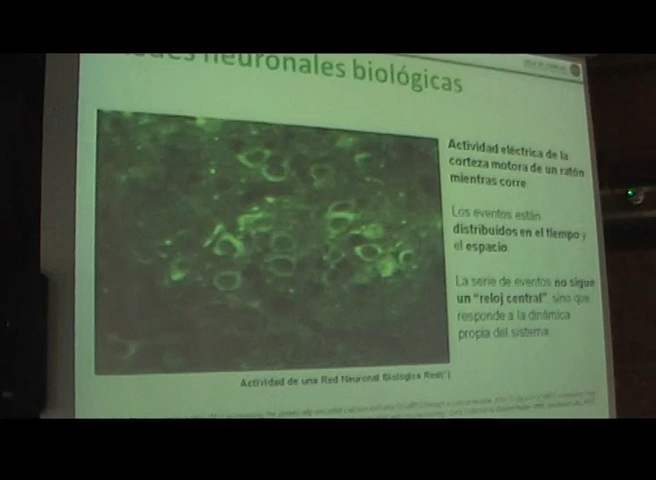 neuronales biológicas
Actividad eléctrica de la
corteza motora de un ratón
mientras corre
Los eventos están
distribuidos en el tiempo y
el espacio
La serie de eventos no sigue
un "reloj central" sino que
responde a la dinámica
propia del sistema
Actividad de una Red Neuronal Biológica Real(*)